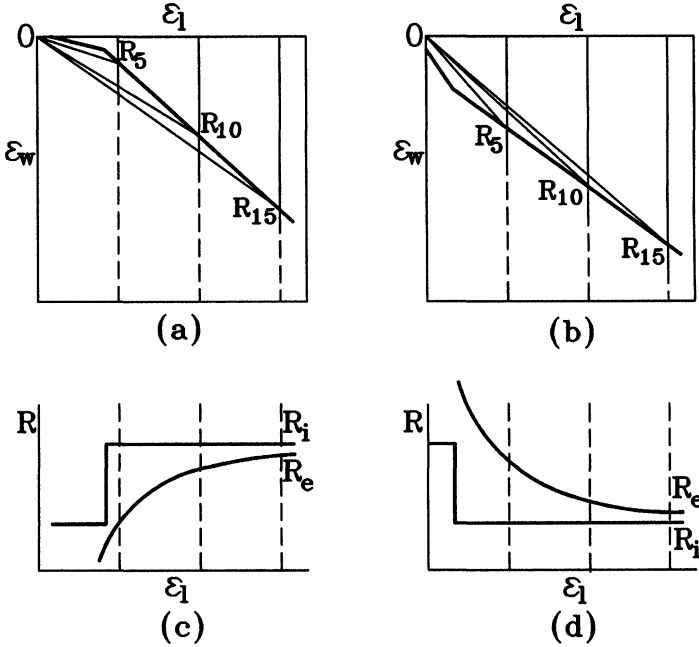 ε_l
0
R_5
R_10
R_15
ε_w
(a)
ε_l
0
R_5
R_10
R_15
ε_w
(b)
R
R_i
R_e
ε_l
(c)
R
R_e
R_i
ε_l
(d)